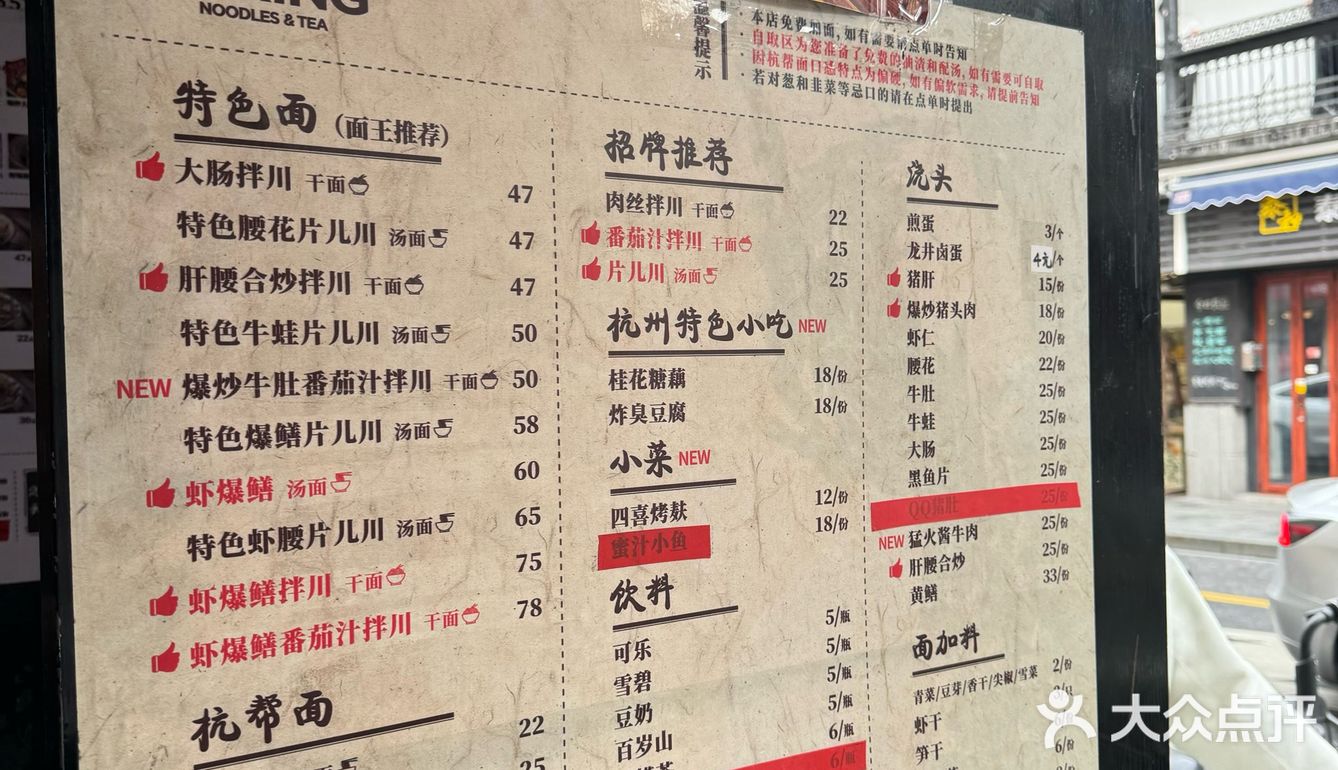 NOODLES & TEA
温馨提示
· 本店免费加面，如有需要请点单时告知
· 自取区为您准备了免费的油渣和配汤，如有需要可自取
· 因杭帮面口感特点为偏硬，如有偏软需求，请提前告知
· 若对葱和韭菜等忌口的请在点单时提出
特色面（面王推荐）
大肠拌川 干面 47
特色腰花片儿川 汤面 47
肝腰合炒拌川 干面 47
特色牛蛙片儿川 汤面 50
NEW 爆炒牛肚番茄汁拌川 干面 50
特色爆鳝片儿川 汤面 58
虾爆鳝 汤面 60
特色虾腰片儿川 汤面 65
虾爆鳝拌川 干面 75
虾爆鳝番茄汁拌川 干面 78
杭帮面
22
25
招牌推荐
肉丝拌川 干面 22
番茄汁拌川 干面 25
片儿川 汤面 25
杭州特色小吃 NEW
桂花糖藕 18/份
炸臭豆腐 18/份
小菜 NEW
四喜烤麸 12/份
蜜汁小鱼 18/份
饮料
可乐 5/瓶
雪碧 5/瓶
豆奶 5/瓶
百岁山 5/瓶
6/瓶
6/瓶
浇头
煎蛋 3/个
龙井卤蛋 4元/个
猪肝 15/份
爆炒猪头肉 18/份
虾仁 20/份
腰花 22/份
牛肚 25/份
牛蛙 25/份
大肠 25/份
黑鱼片 25/份
QQ猪肚 25/份
NEW 猛火酱牛肉 25/份
肝腰合炒 25/份
黄鳝 33/份
面加料
青菜/豆芽/香干/尖椒/雪菜 2/份
虾干
笋干 6/份
大众点评